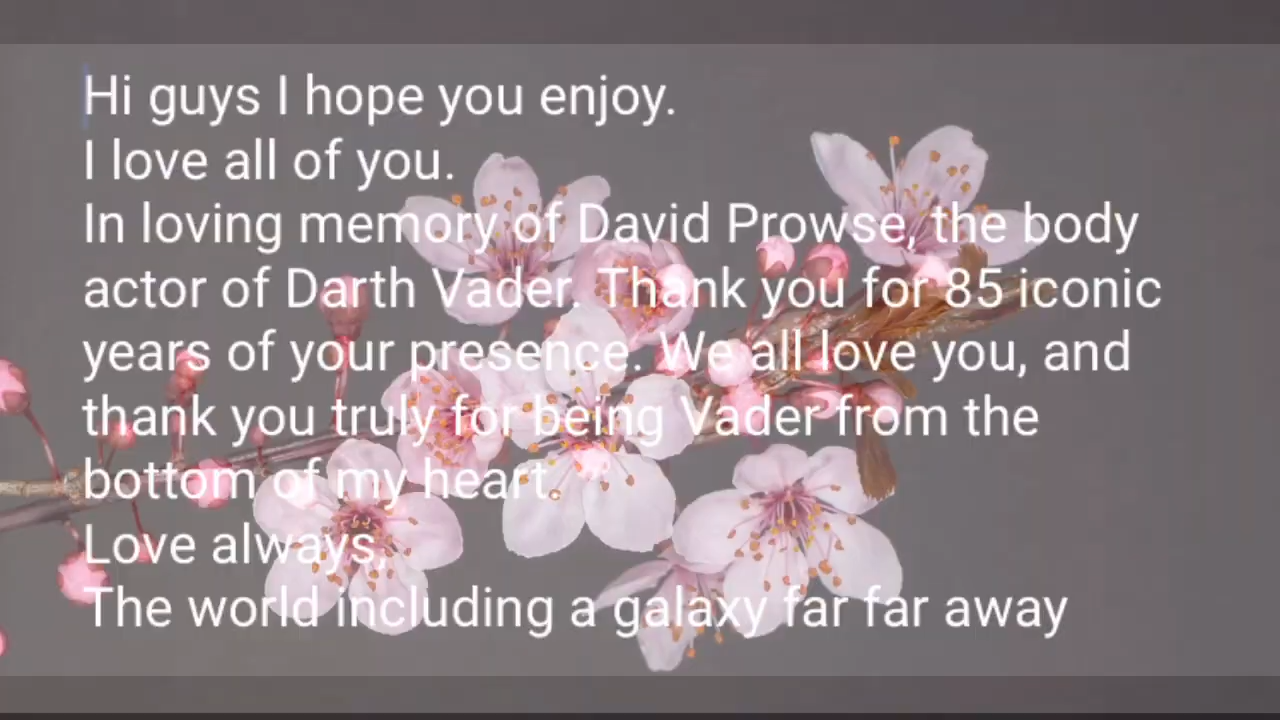 Hi guys I hope you enjoy.
I love all of you.
In loving memory of David Prowse, the body
actor of Darth Vader. Thank you for 85 iconic
years of your presence. We all love you, and
thank you truly for being Vader from the
bottom of my heart.
Love always,
The world including a galaxy far far away